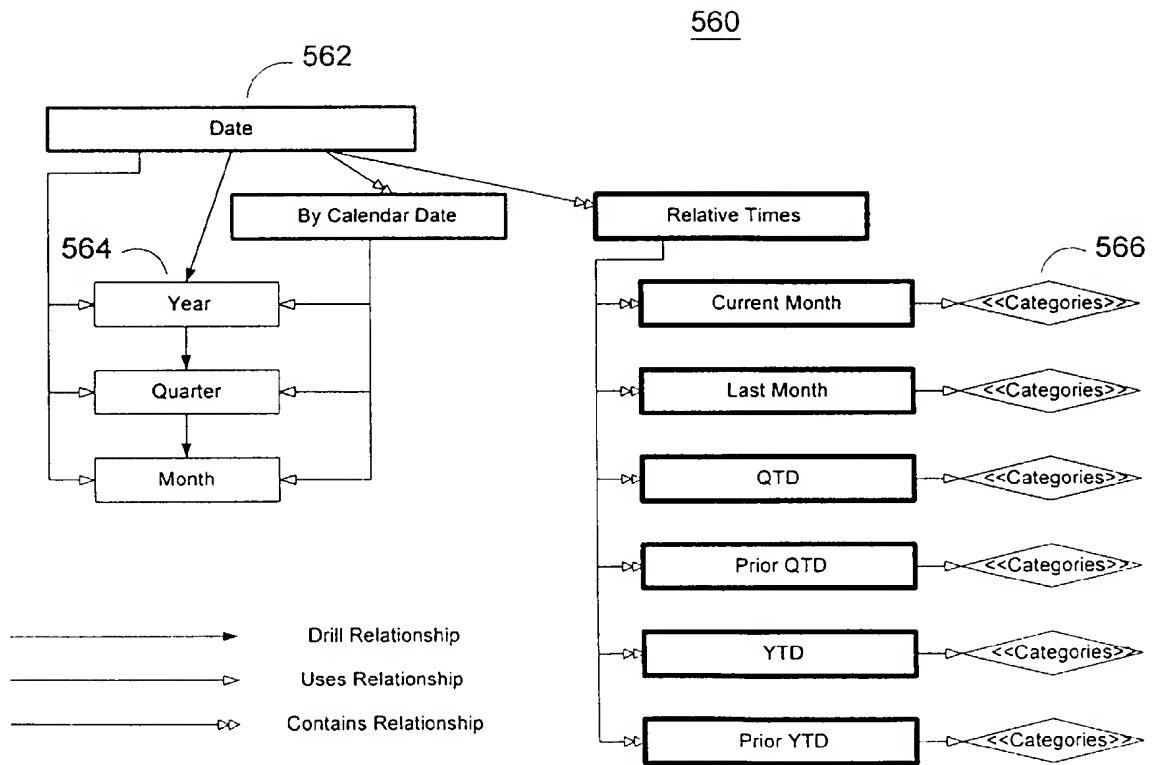 560
562
Date
By Calendar Date
Relative Times
564
566
Year
Current Month
<<Categories>>
Quarter
Last Month
<<Categories>>
Month
QTD
<<Categories>>
Prior QTD
<<Categories>>
Drill Relationship
YTD
<<Categories>>
Uses Relationship
Contains Relationship
Prior YTD
<<Categories>>